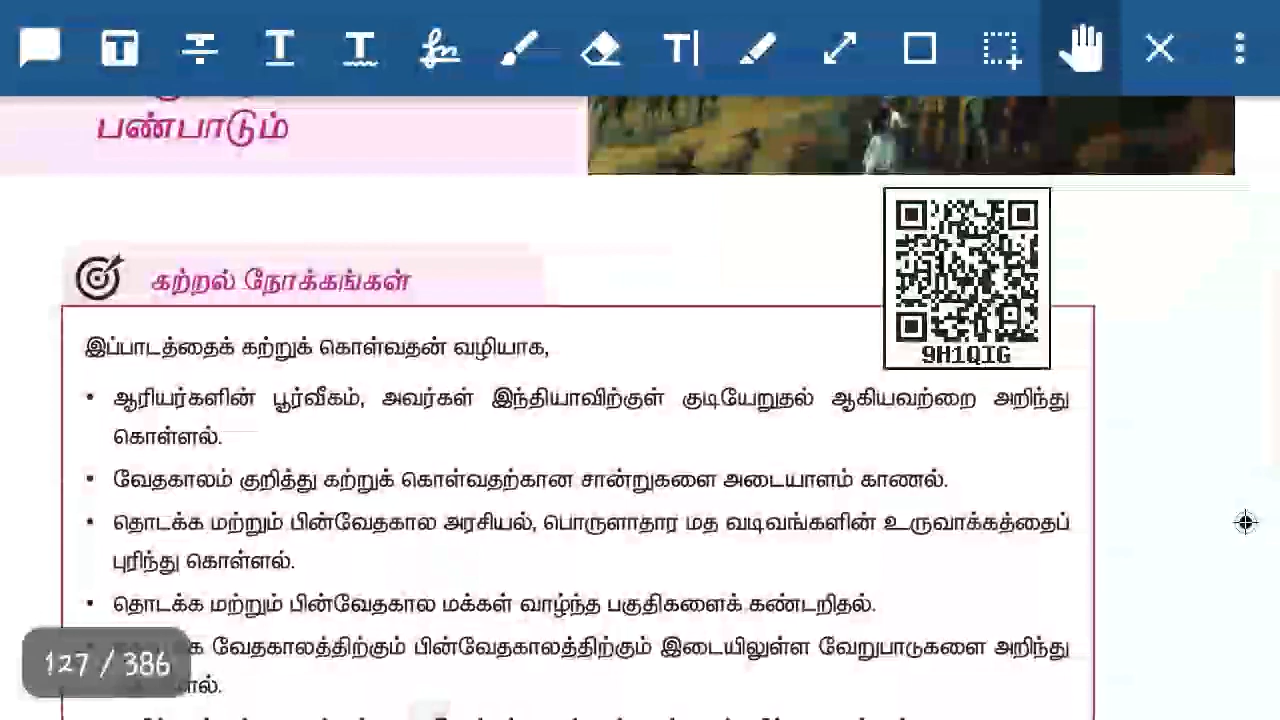 பண்பாடும்
கற்றல் நோக்கங்கள்
9H1QIG
இப்பாடத்தைக் கற்றுக் கொள்வதன் வழியாக,
• ஆரியர்களின் பூர்வீகம், அவர்கள் இந்தியாவிற்குள் குடியேறுதல் ஆகியவற்றை அறிந்து
கொள்ளல்.
• வேதகாலம் குறித்து கற்றுக் கொள்வதற்கான சான்றுகளை அடையாளம் காணல்.
• தொடக்க மற்றும் பின்வேதகால அரசியல், பொருளாதார மத வடிவங்களின் உருவாக்கத்தைப்
புரிந்து கொள்ளல்.
• தொடக்க மற்றும் பின்வேதகால மக்கள் வாழ்ந்த பகுதிகளைக் கண்டறிதல்.
வேதகாலத்திற்கும் பின்வேதகாலத்திற்கும் இடையிலுள்ள வேறுபாடுகளை அறிந்து
127 / 386